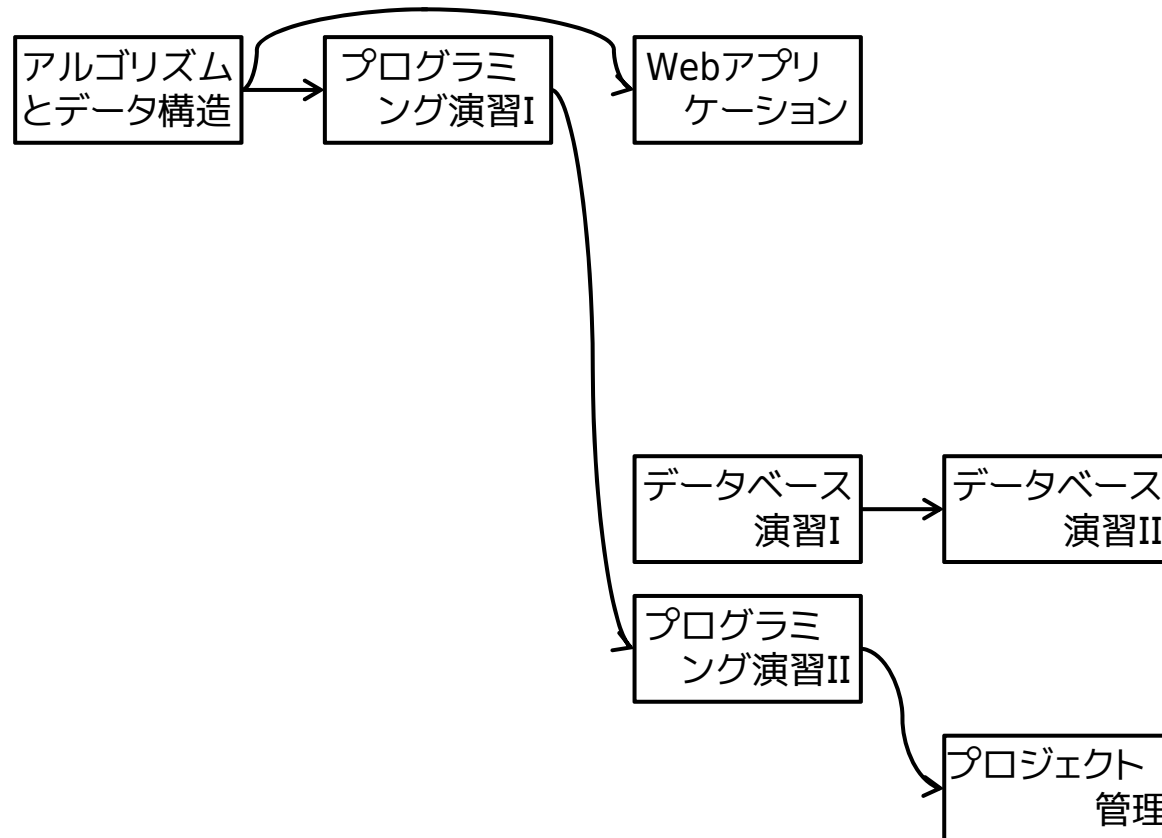 アルゴリズム
とデータ構造
プログラミ
ング演習I
Webアプリ
ケーション
データベース
演習I
データベース
演習II
プログラミ
ング演習II
プロジェクト
管理